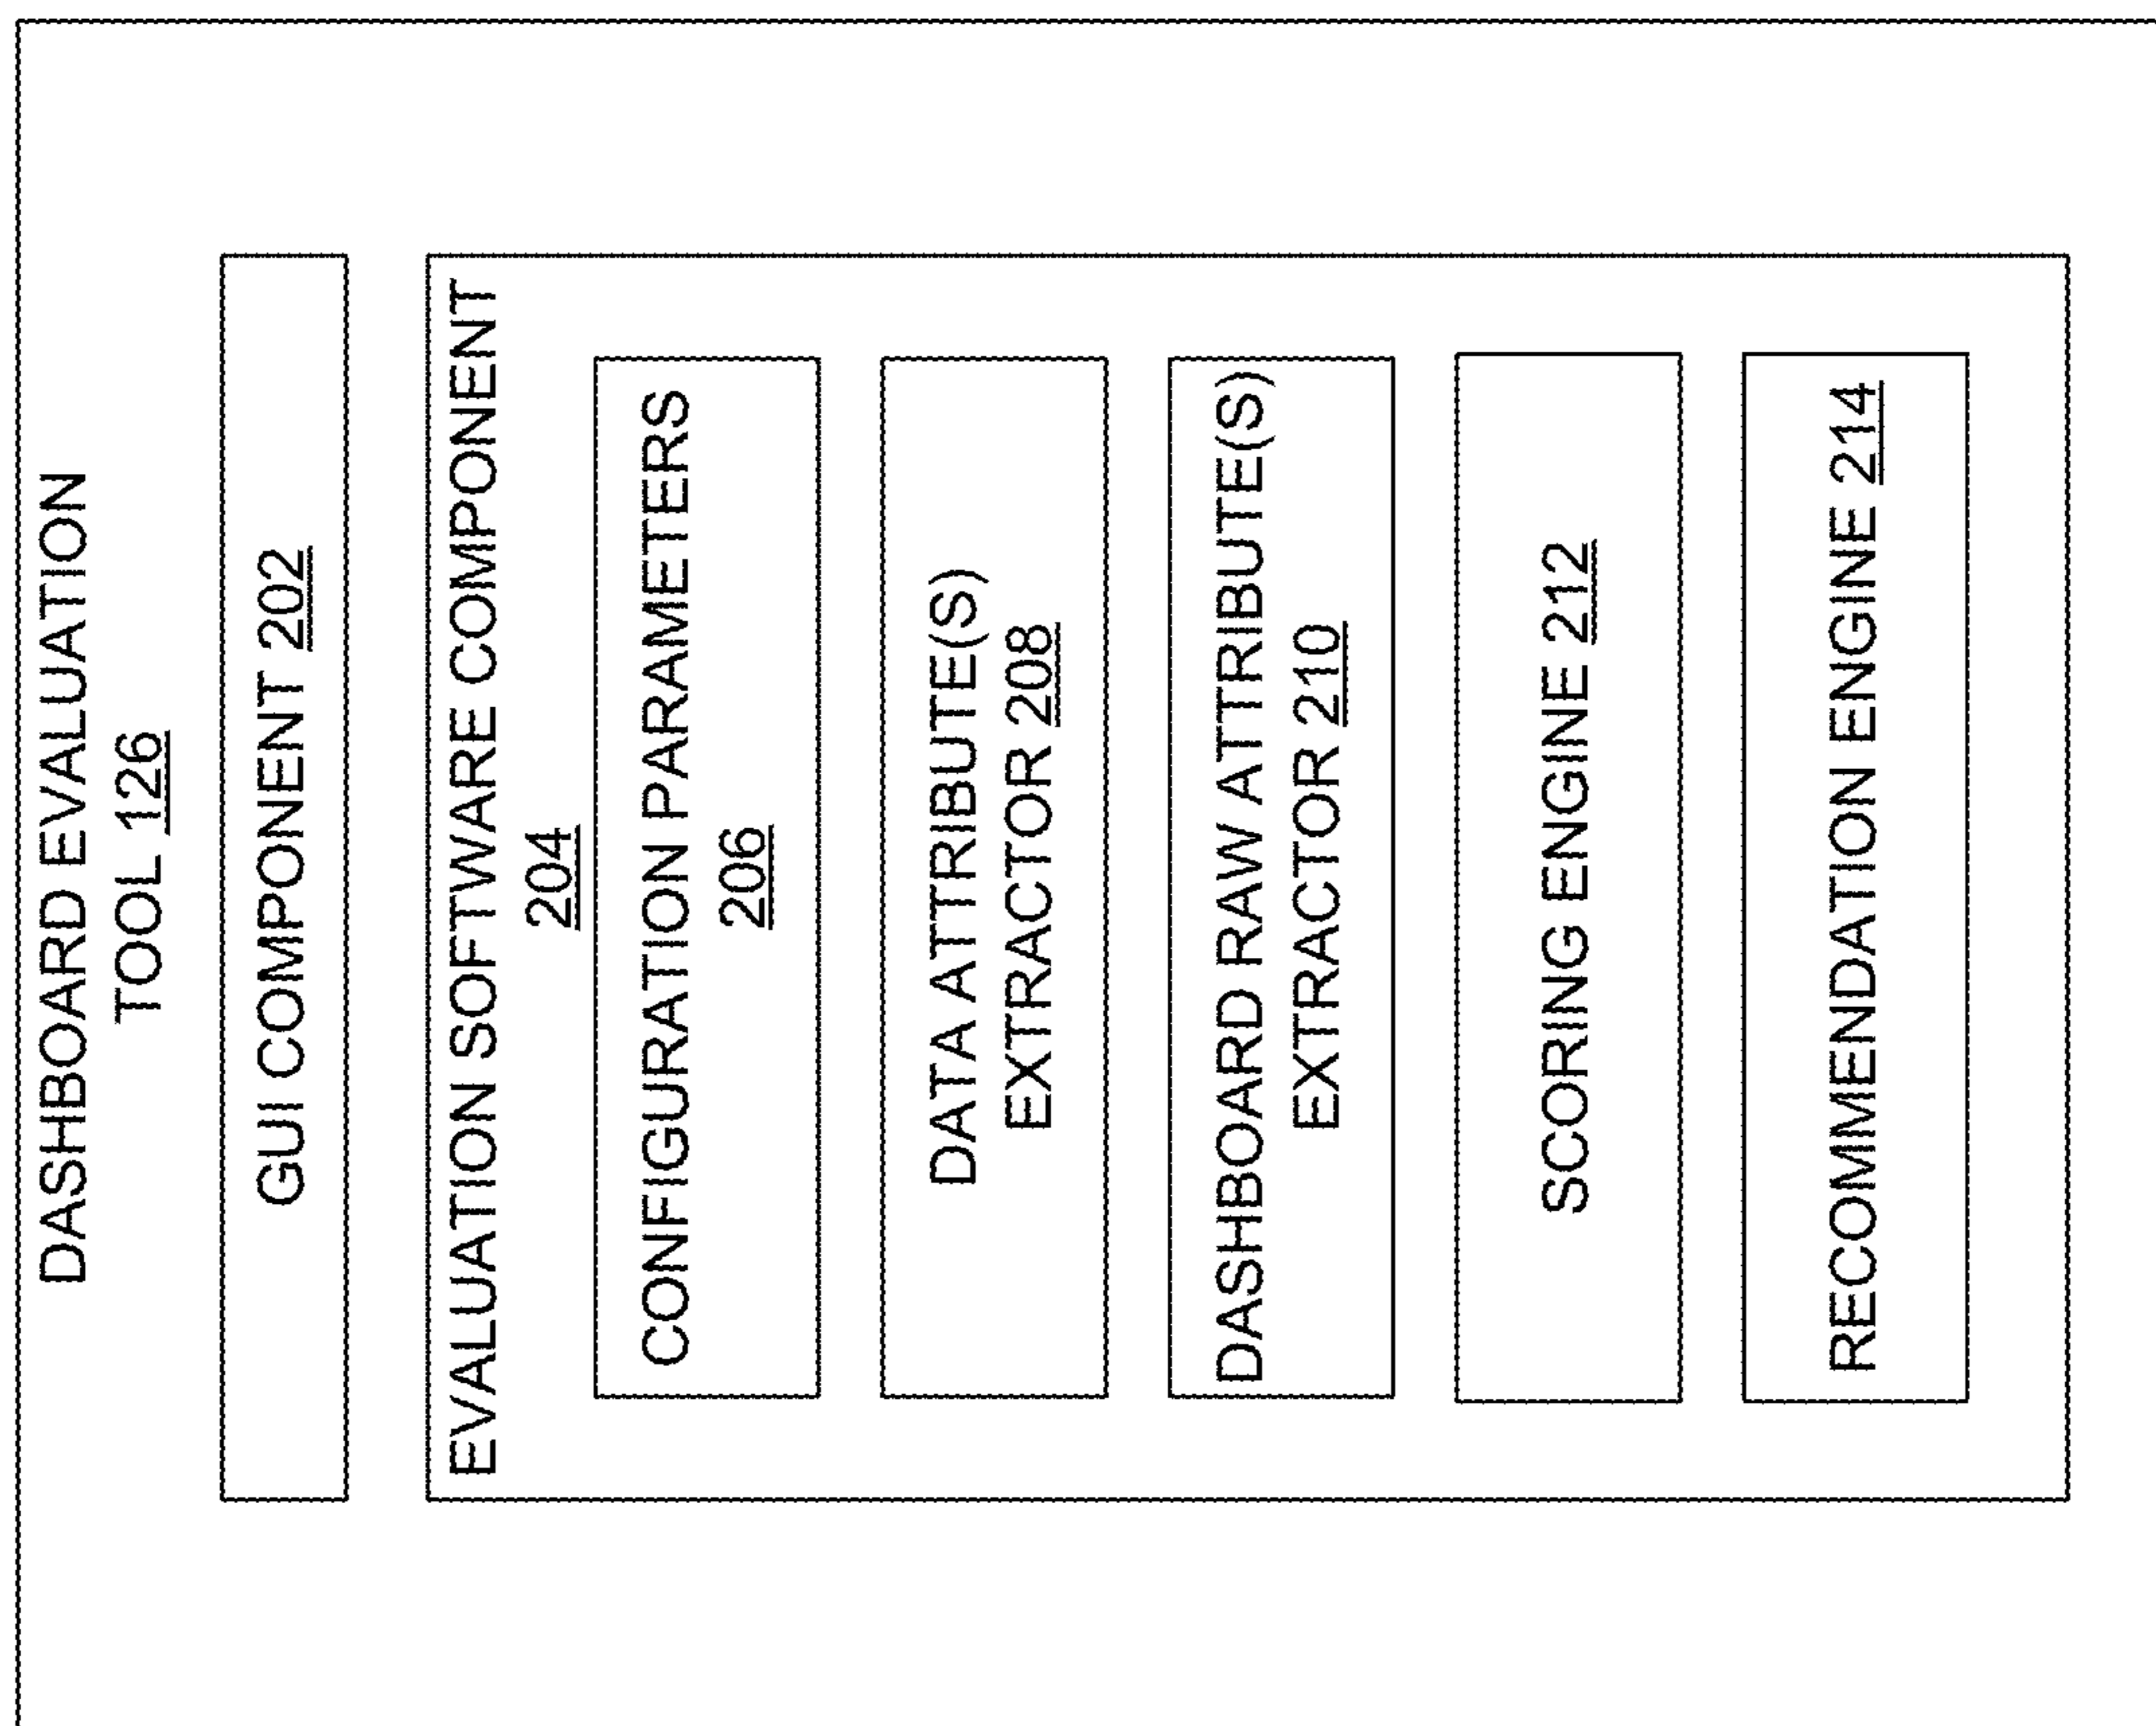 DASHBOARD EVALUATION
TOOL 126
GUI COMPONENT 202
EVALUATION SOFTWARE COMPONENT
204
CONFIGURATION PARAMETERS
206
DATA ATTRIBUTE(S)
EXTRACTOR 208
DASHBOARD RAW ATTRIBUTE(S)
EXTRACTOR 210
SCORING ENGINE 212
RECOMMENDATION ENGINE 214